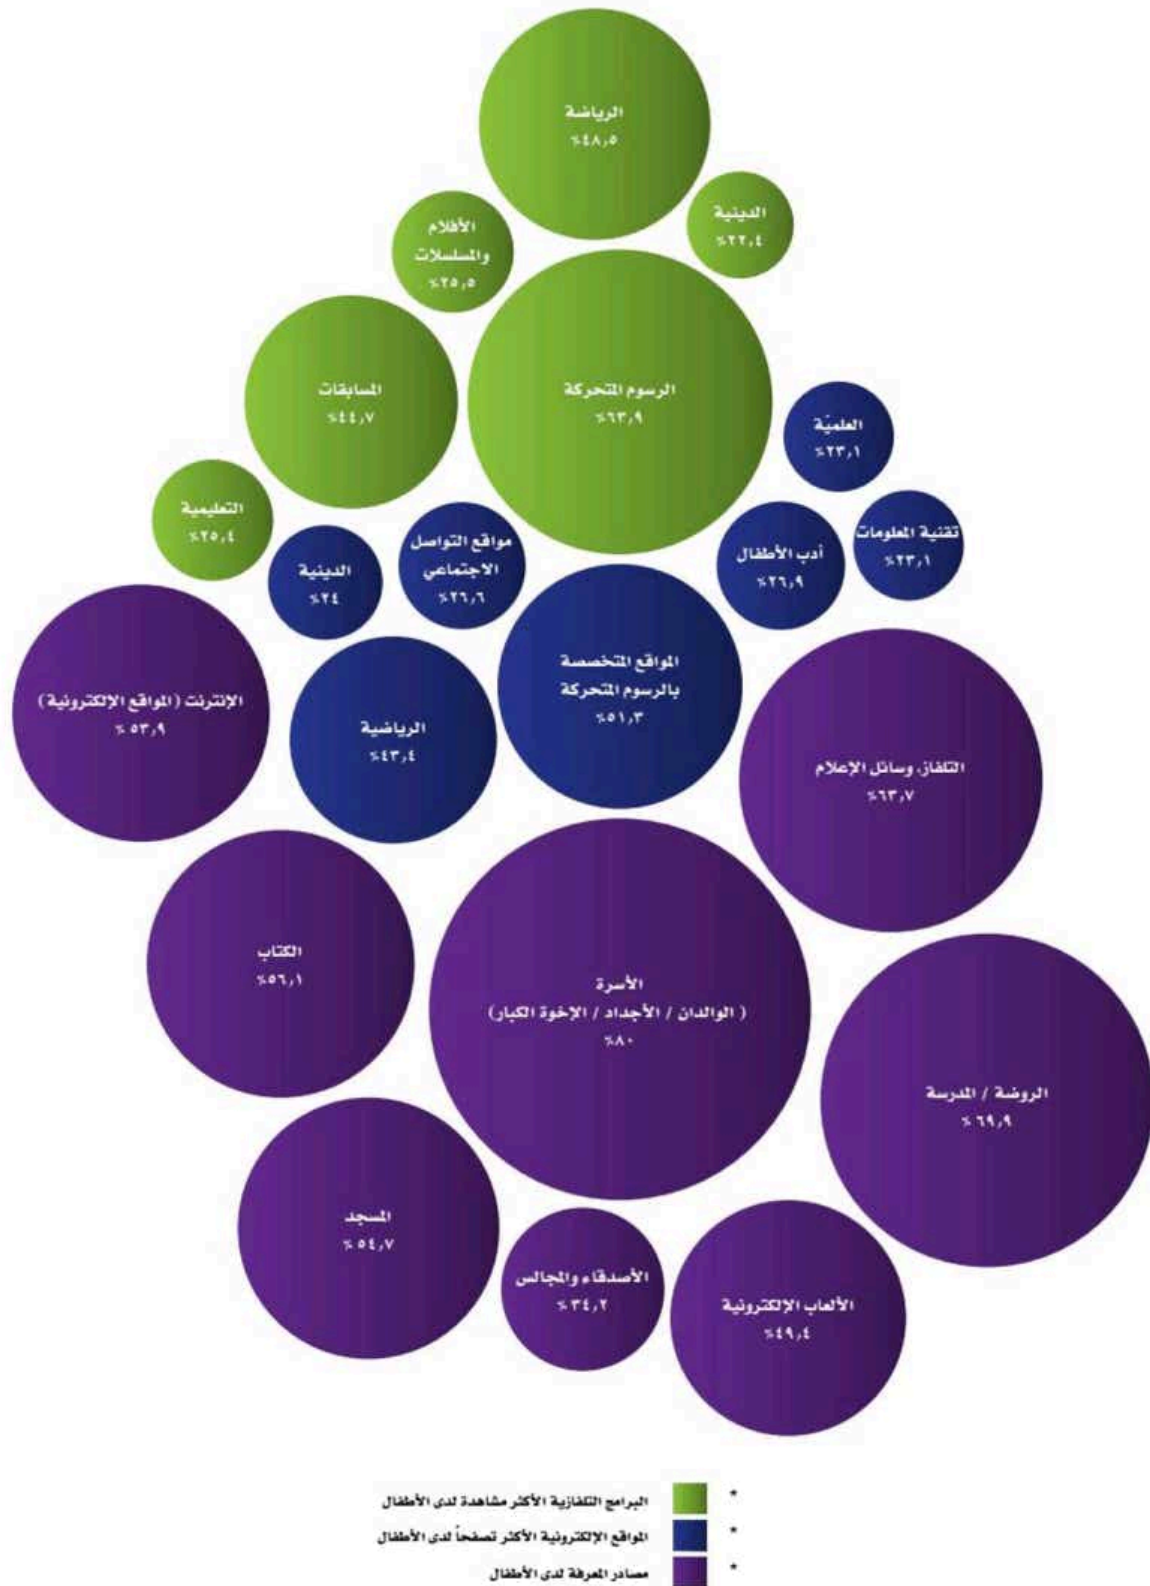 الرياضة
%٤٨,٥
الدينية
%٢٢,٤
الأفلام
والمسلسلات
%٢٥,٥
المسابقات
%٤٤,٧
الرسوم المتحركة
%٦٣,٩
العلميّة
%٢٣,١
التعليمية
%٢٥,٤
الدينية
%٢٤
مواقع التواصل
الاجتماعي
%٢٦,٦
أدب الأطفال
%٢٦,٩
تقنية المعلومات
%٢٣,١
الإنترنت (المواقع الإلكترونية)
% ٥٣,٩
الرياضية
%٤٣,٤
المواقع المتخصصة
بالرسوم المتحركة
%٥١,٣
التلفاز، وسائل الإعلام
%٦٣,٧
الكتاب
%٥٦,١
الأسرة
( الوالدان / الأجداد / الإخوة الكبار)
%٨٠
الروضة / المدرسة
% ٦٩,٩
المسجد
% ٥٤,٧
الأصدقاء والمجالس
% ٣٤,٢
الألعاب الإلكترونية
%٤٩,٤
* البرامج التلفازية الأكثر مشاهدة لدى الأطفال
* المواقع الإلكترونية الأكثر تصفحاً لدى الأطفال
* مصادر المعرفة لدى الأطفال